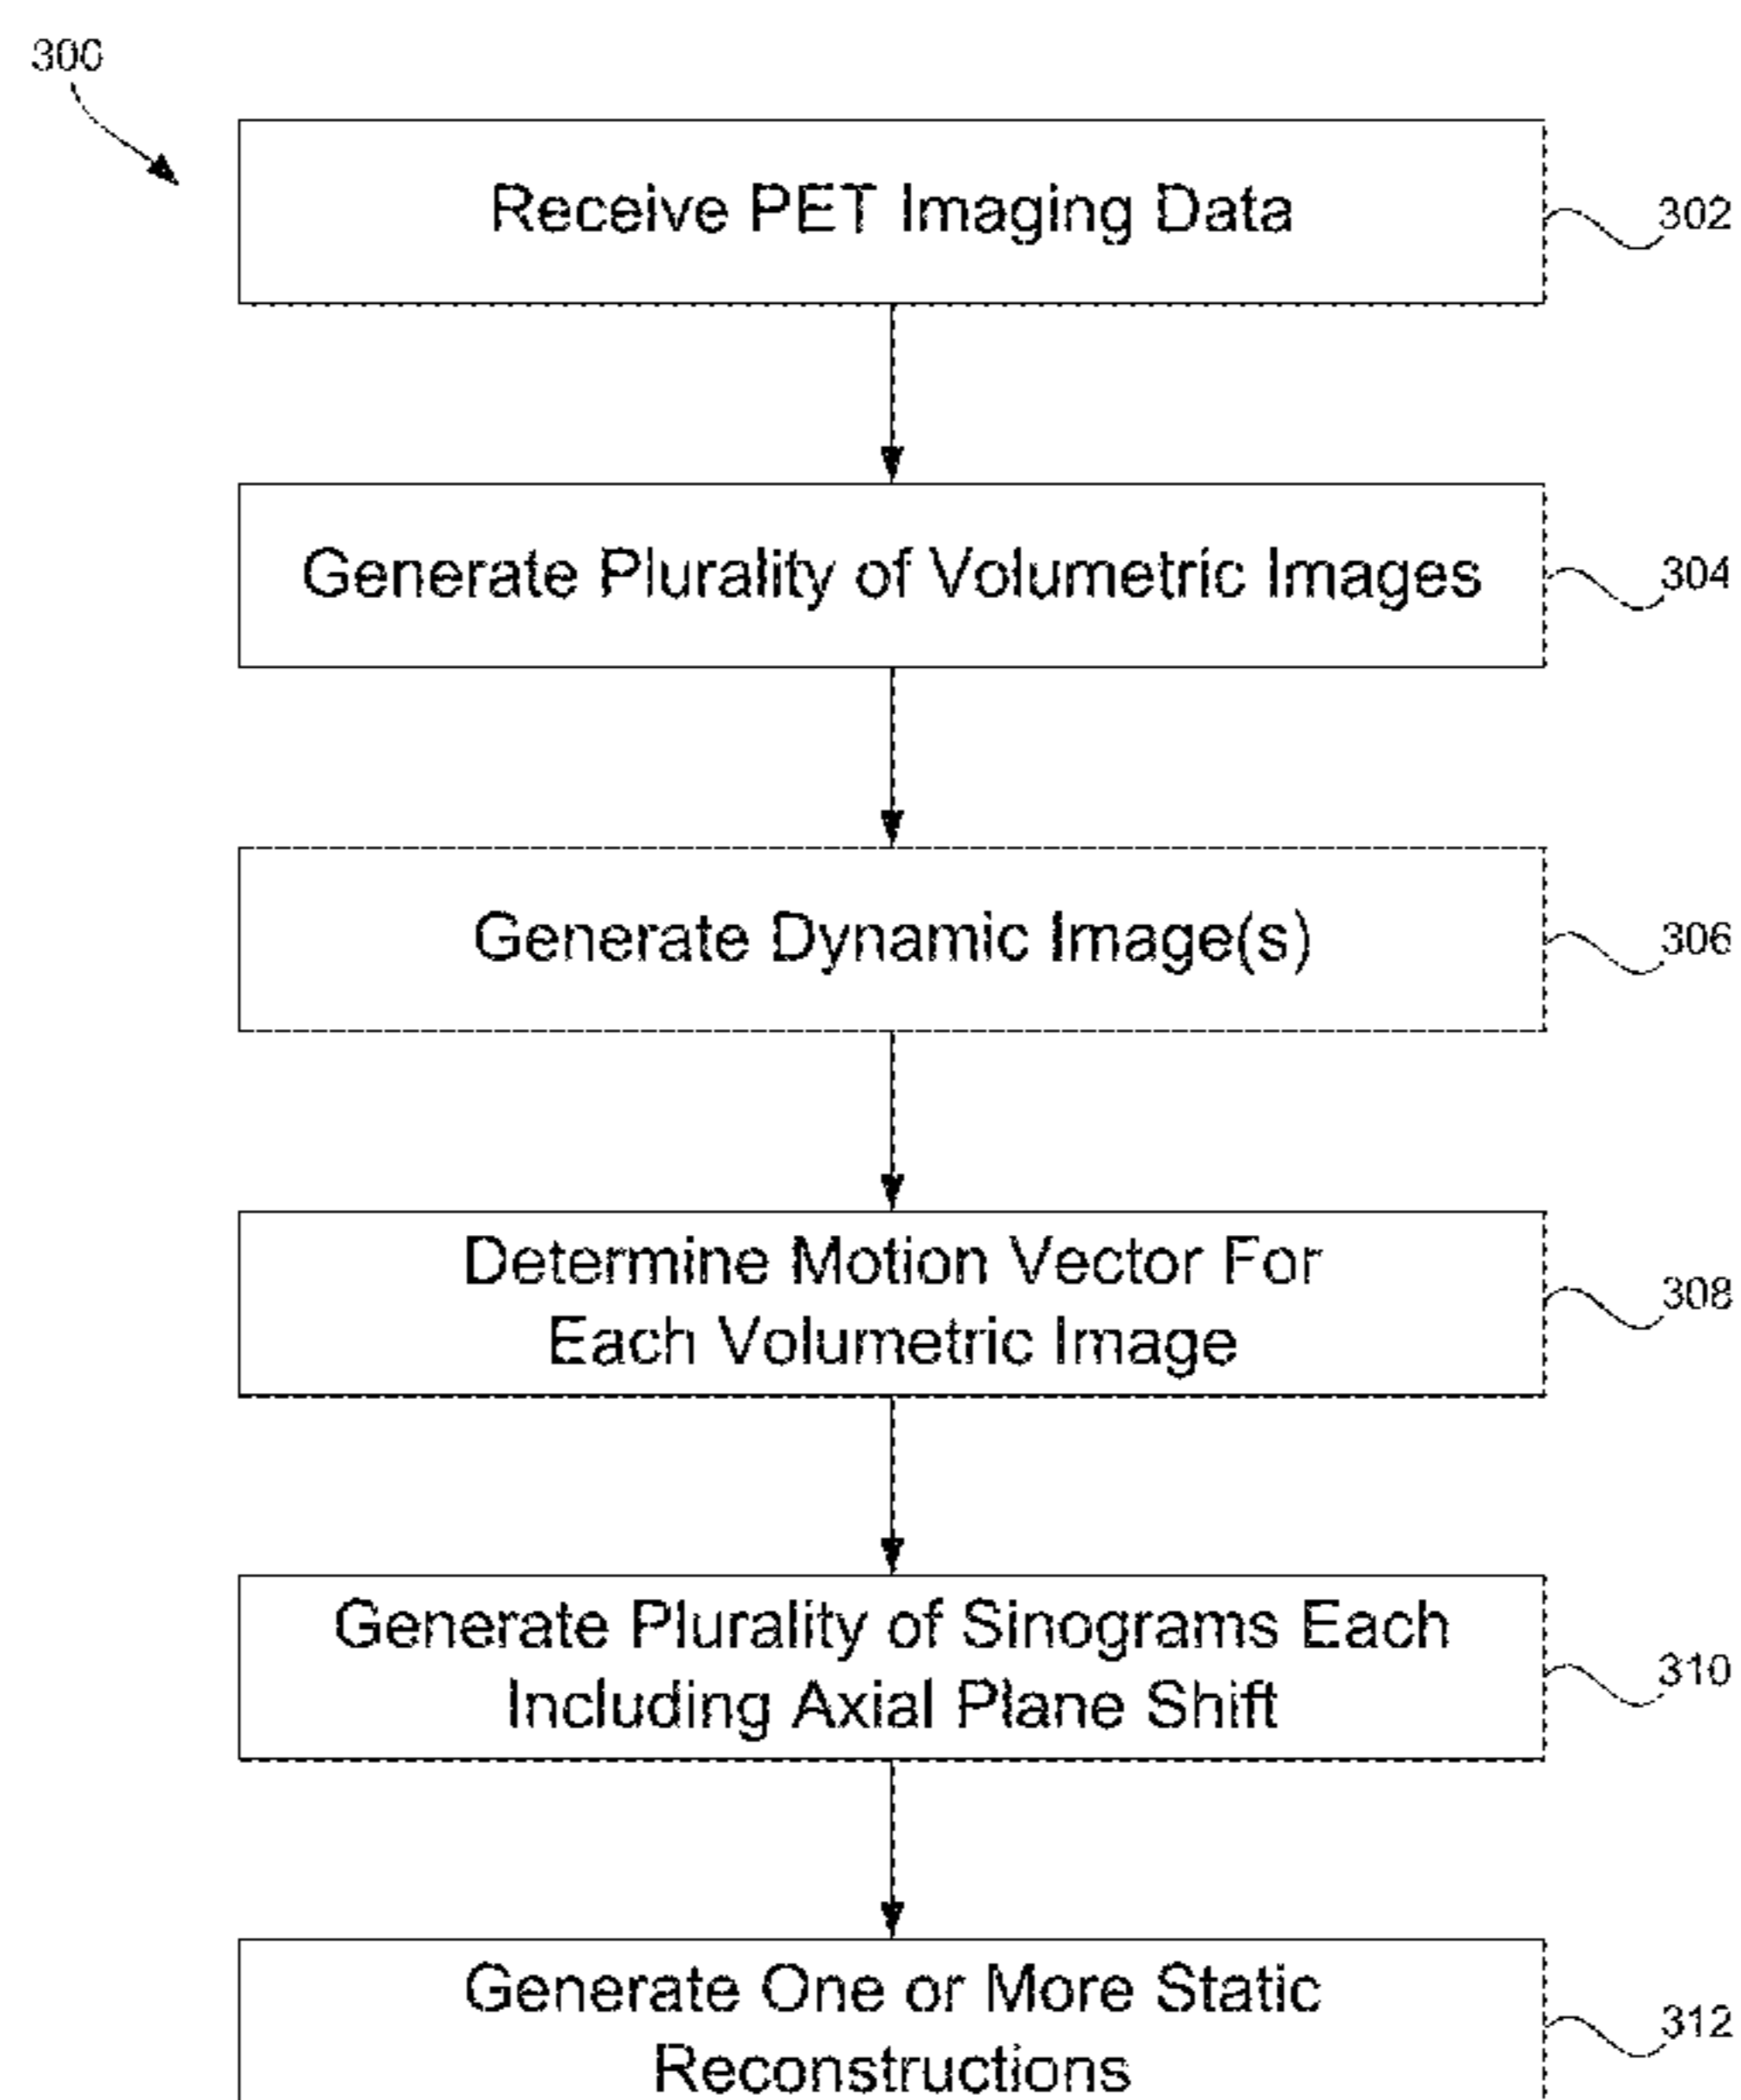 300
Receive PET Imaging Data
302
Generate Plurality of Volumetric Images
304
Generate Dynamic Image(s)
306
Determine Motion Vector For
Each Volumetric Image
308
Generate Plurality of Sinograms Each
Including Axial Plane Shift
310
Generate One or More Static
Reconstructions
312